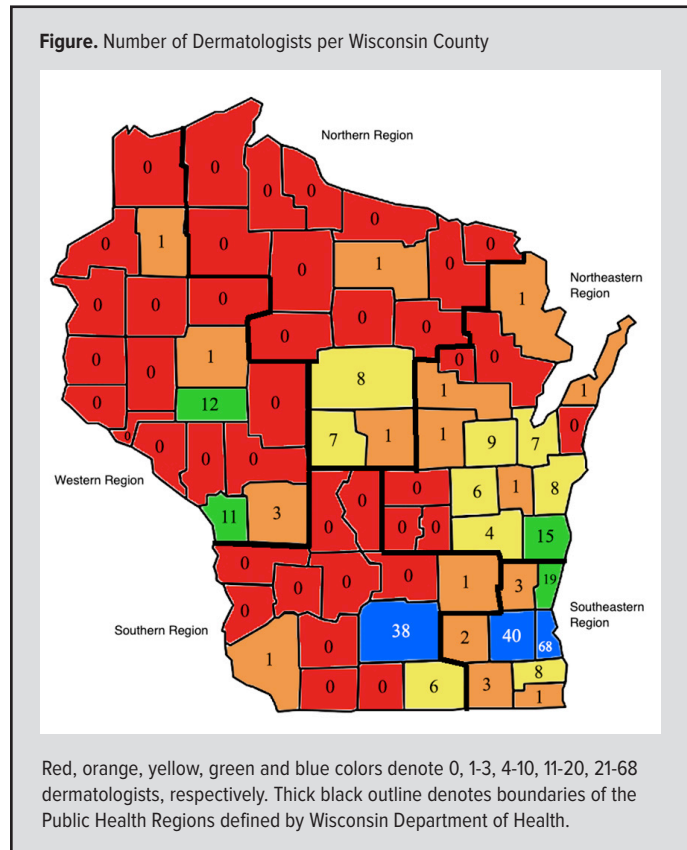 Figure. Number of Dermatologists per Wisconsin County
Northern Region
0 0
0 0
0
0 1 0 0
0 1 0
Northeastern
Region
0 0 0 1
0 0 0
0 1 0 0
0 8
1 1
0 12 0
0 7 1 1 9 7 0
0 0 0
Western Region
0 0 6 1 8
11 3 0 0 0 4 15
0 0 0 1 3 19
0 0
Southeastern
Region
Southern Region
38 2 40 68
1 0
0 0 6 3 8
1
Red, orange, yellow, green and blue colors denote 0, 1-3, 4-10, 11-20, 21-68
dermatologists, respectively. Thick black outline denotes boundaries of the
Public Health Regions defined by Wisconsin Department of Health.